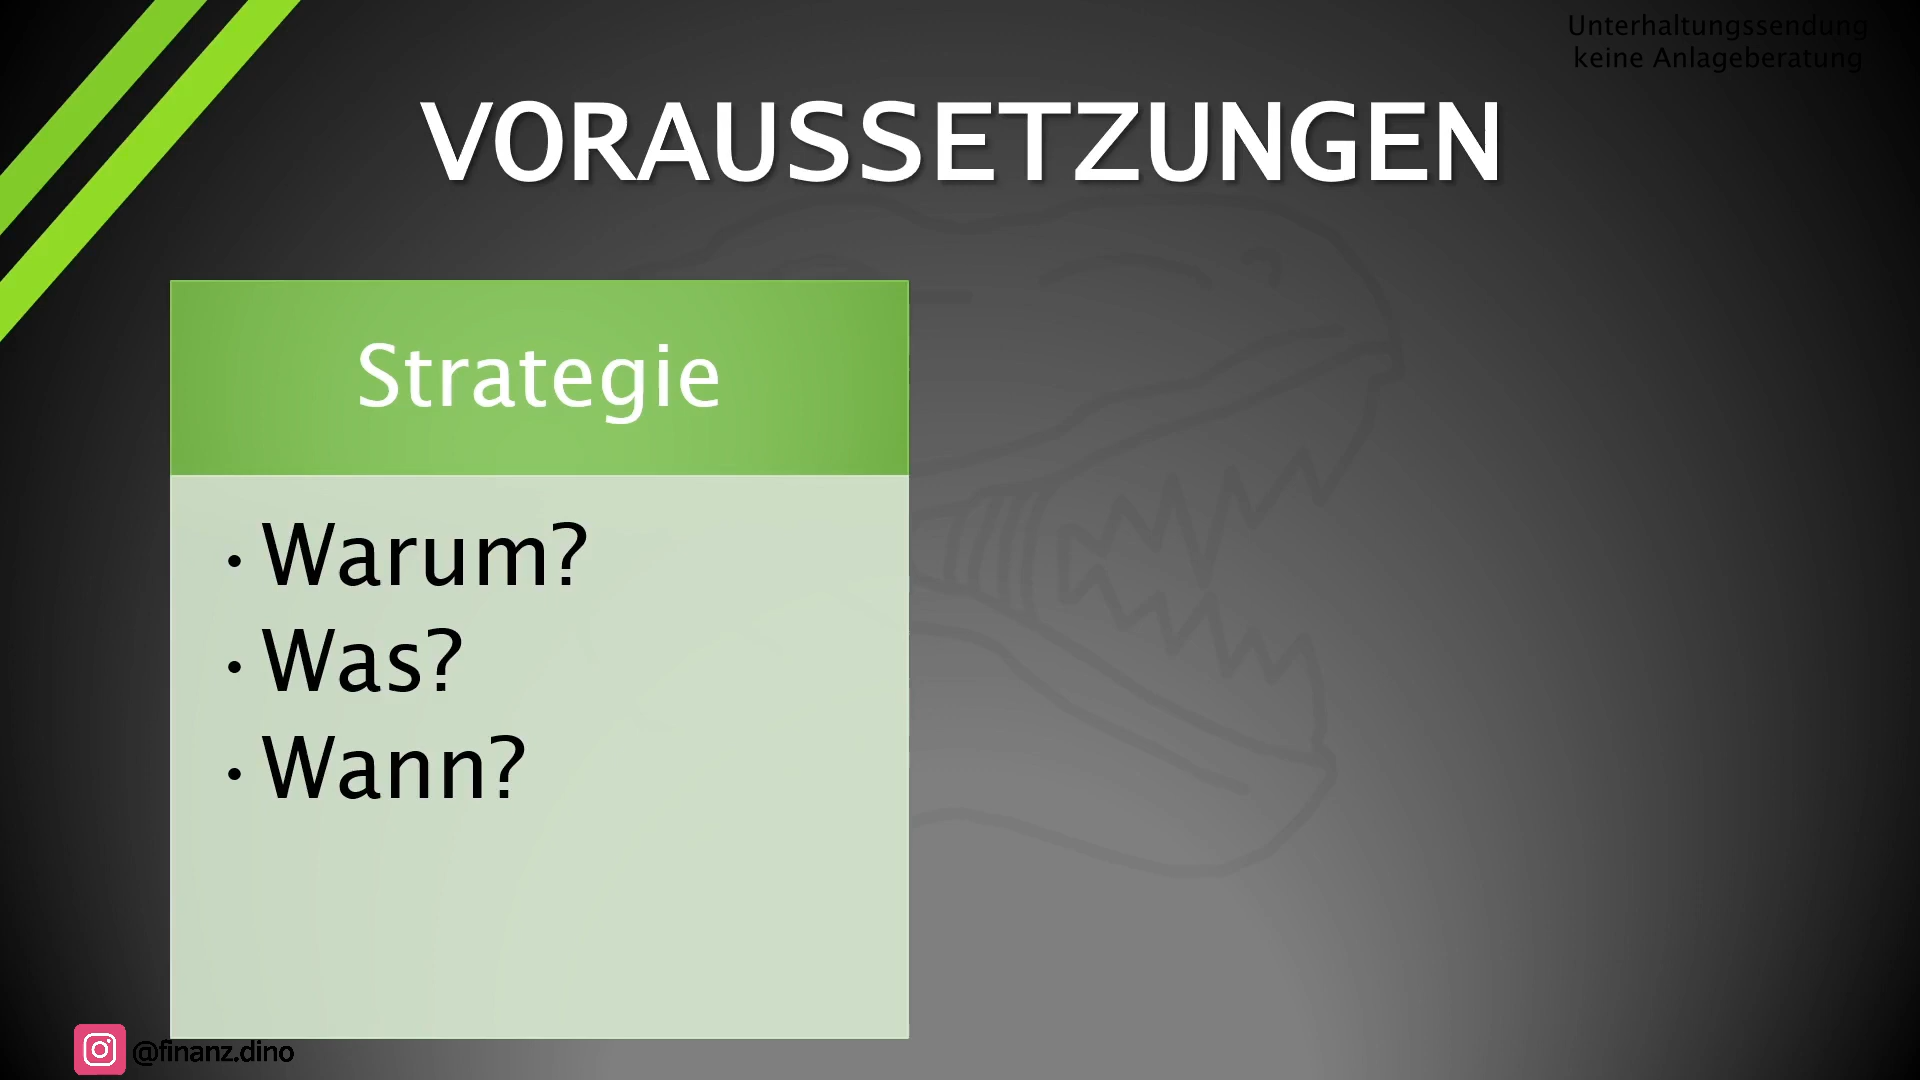 Unterhaltungssendung
keine Anlageberatung
VORAUSSETZUNGEN
Strategie
• Warum?
• Was?
• Wann?
@finanz.dino